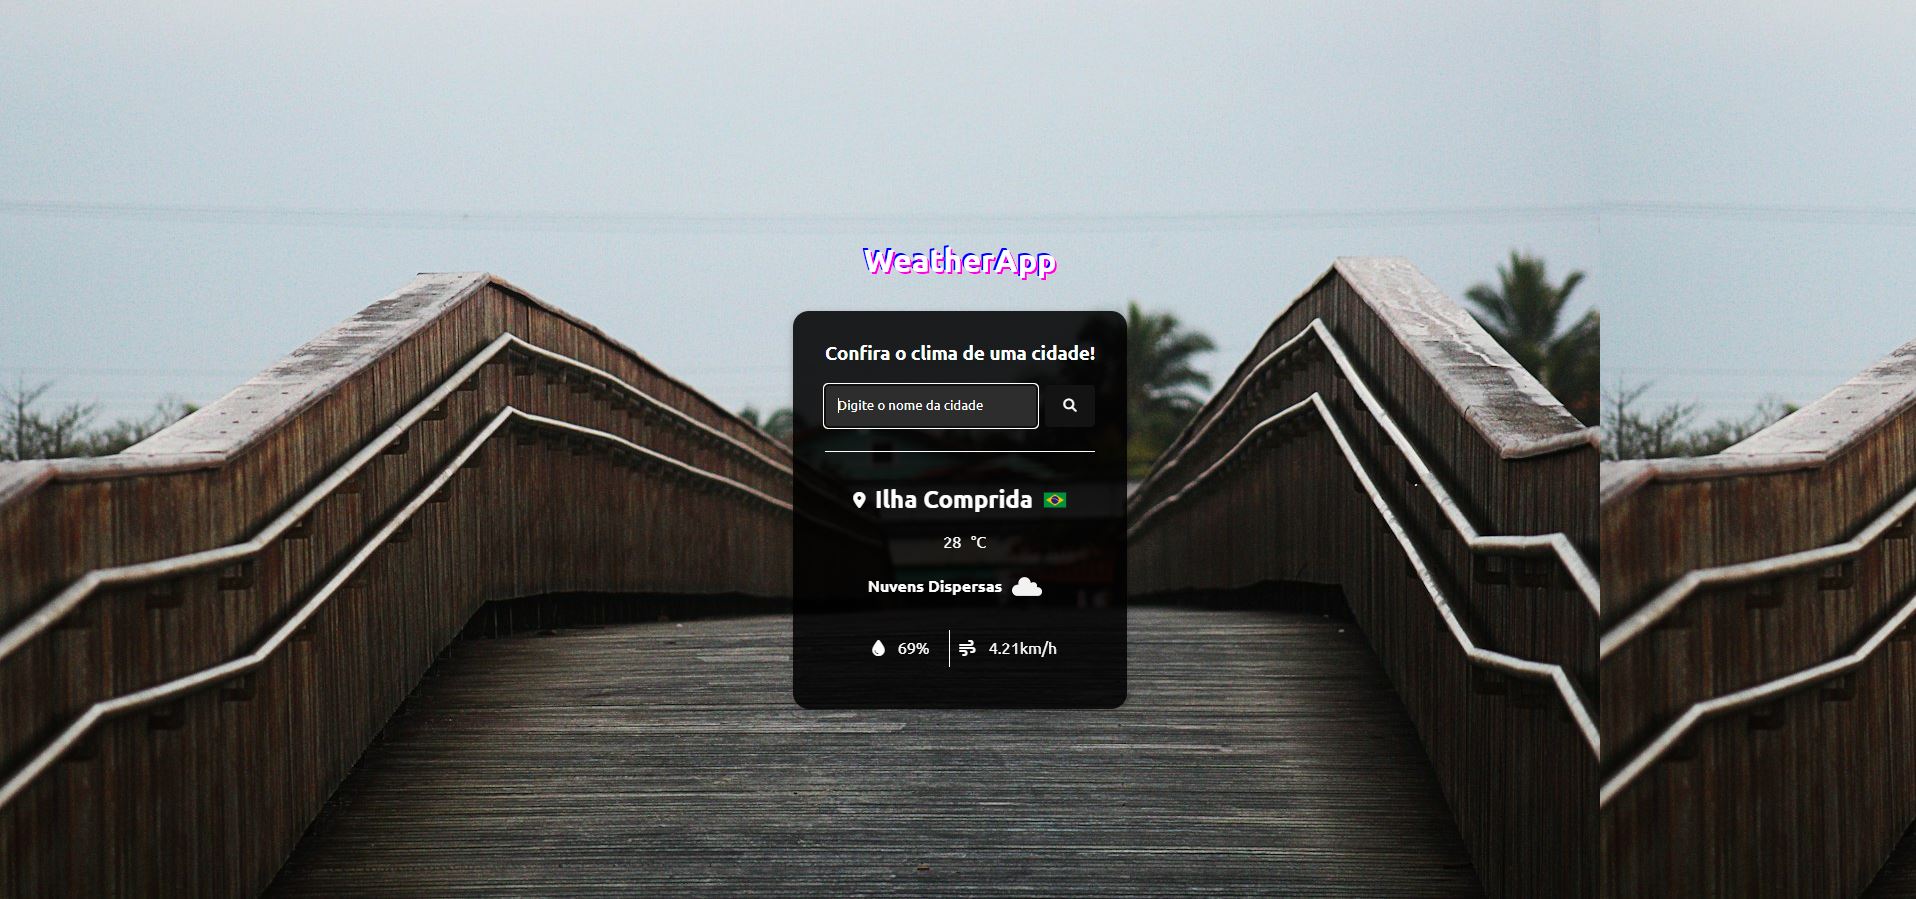 WeatherApp
Confira o clima de uma cidade!
Digite o nome da cidade
Ilha Comprida
28 °C
Nuvens Dispersas
69% 4.21km/h